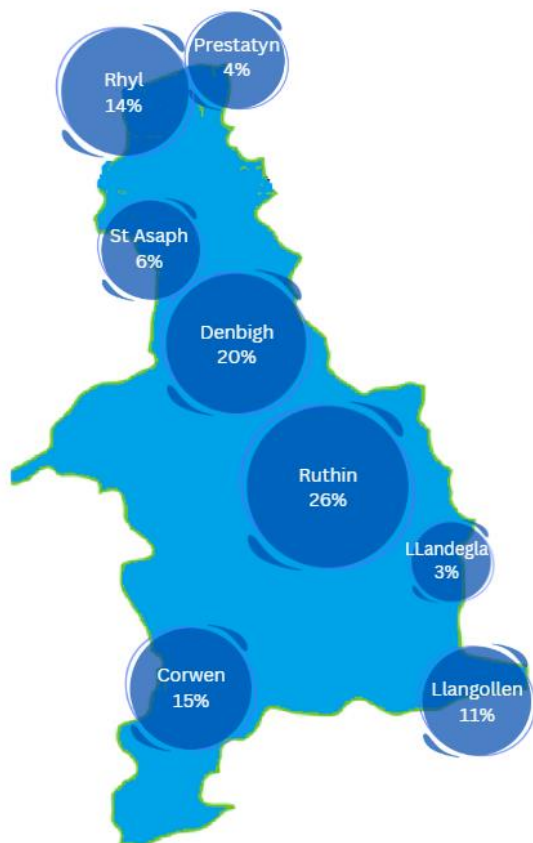 Prestatyn
4%
Rhyl
14%
St Asaph
6%
Denbigh
20%
Ruthin
26%
LLandegla
3%
Corwen
15%
Llangollen
11%